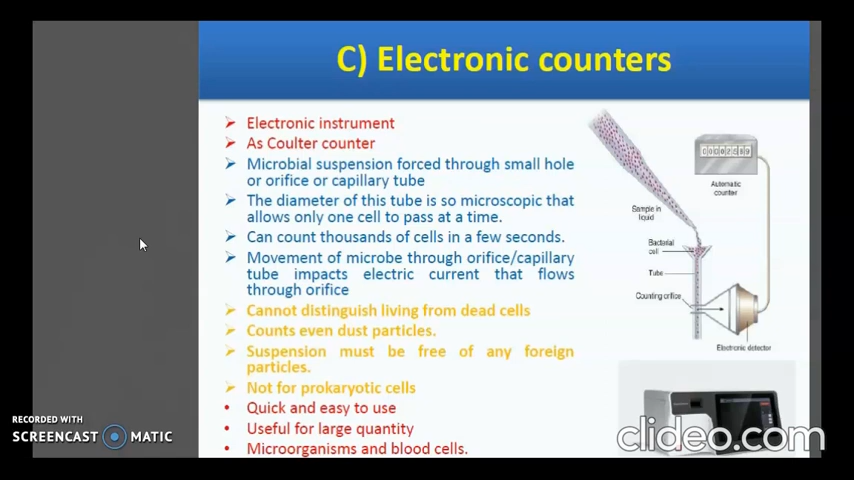 C) Electronic counters
Electronic instrument
As Coulter counter
Microbial suspension forced through small hole
or orifice or capillary tube
The diameter of this tube is so microscopic that
allows only one cell to pass at a time.
Can count thousands of cells in a few seconds.
Movement of microbe through orifice/capillary
tube impacts electric current that flows
through orifice
Cannot distinguish living from dead cells
Counts even dust particles.
Suspension must be free of any foreign
particles.
Not for prokaryotic cells
Quick and easy to use
Useful for large quantity
Microorganisms and blood cells.
Automatic
counter
Sample in
liquid
Bacterial
cell
Tube
Counting orifice
Electronic detector
RECORDED WITH
SCREENCAST MATIC
clideo.com